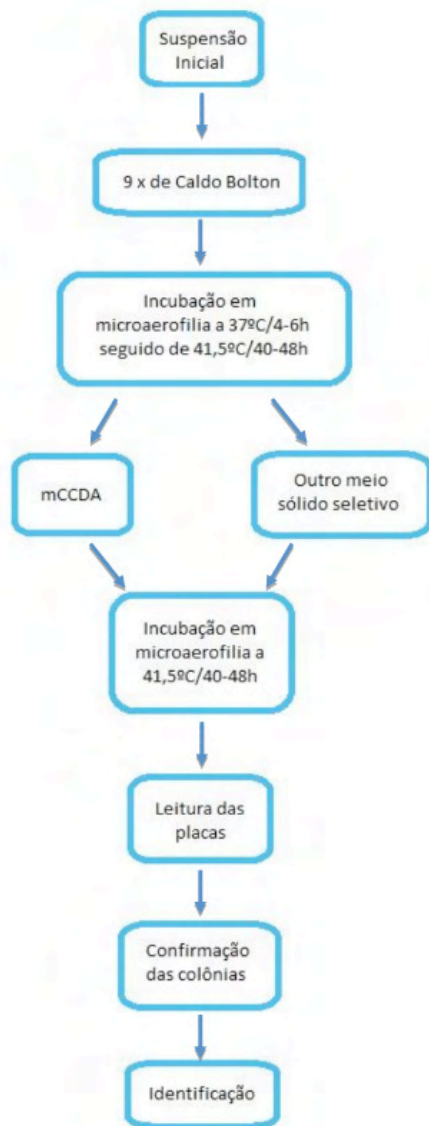 Suspensão
Inicial
9 x de Caldo Bolton
Incubação em
microaerofilia a 37ºC/4-6h
seguido de 41,5ºC/40-48h
mCCDA
Outro meio
sólido seletivo
Incubação em
microaerofilia a
41,5ºC/40-48h
Leitura das
placas
Confirmação
das colônias
Identificação